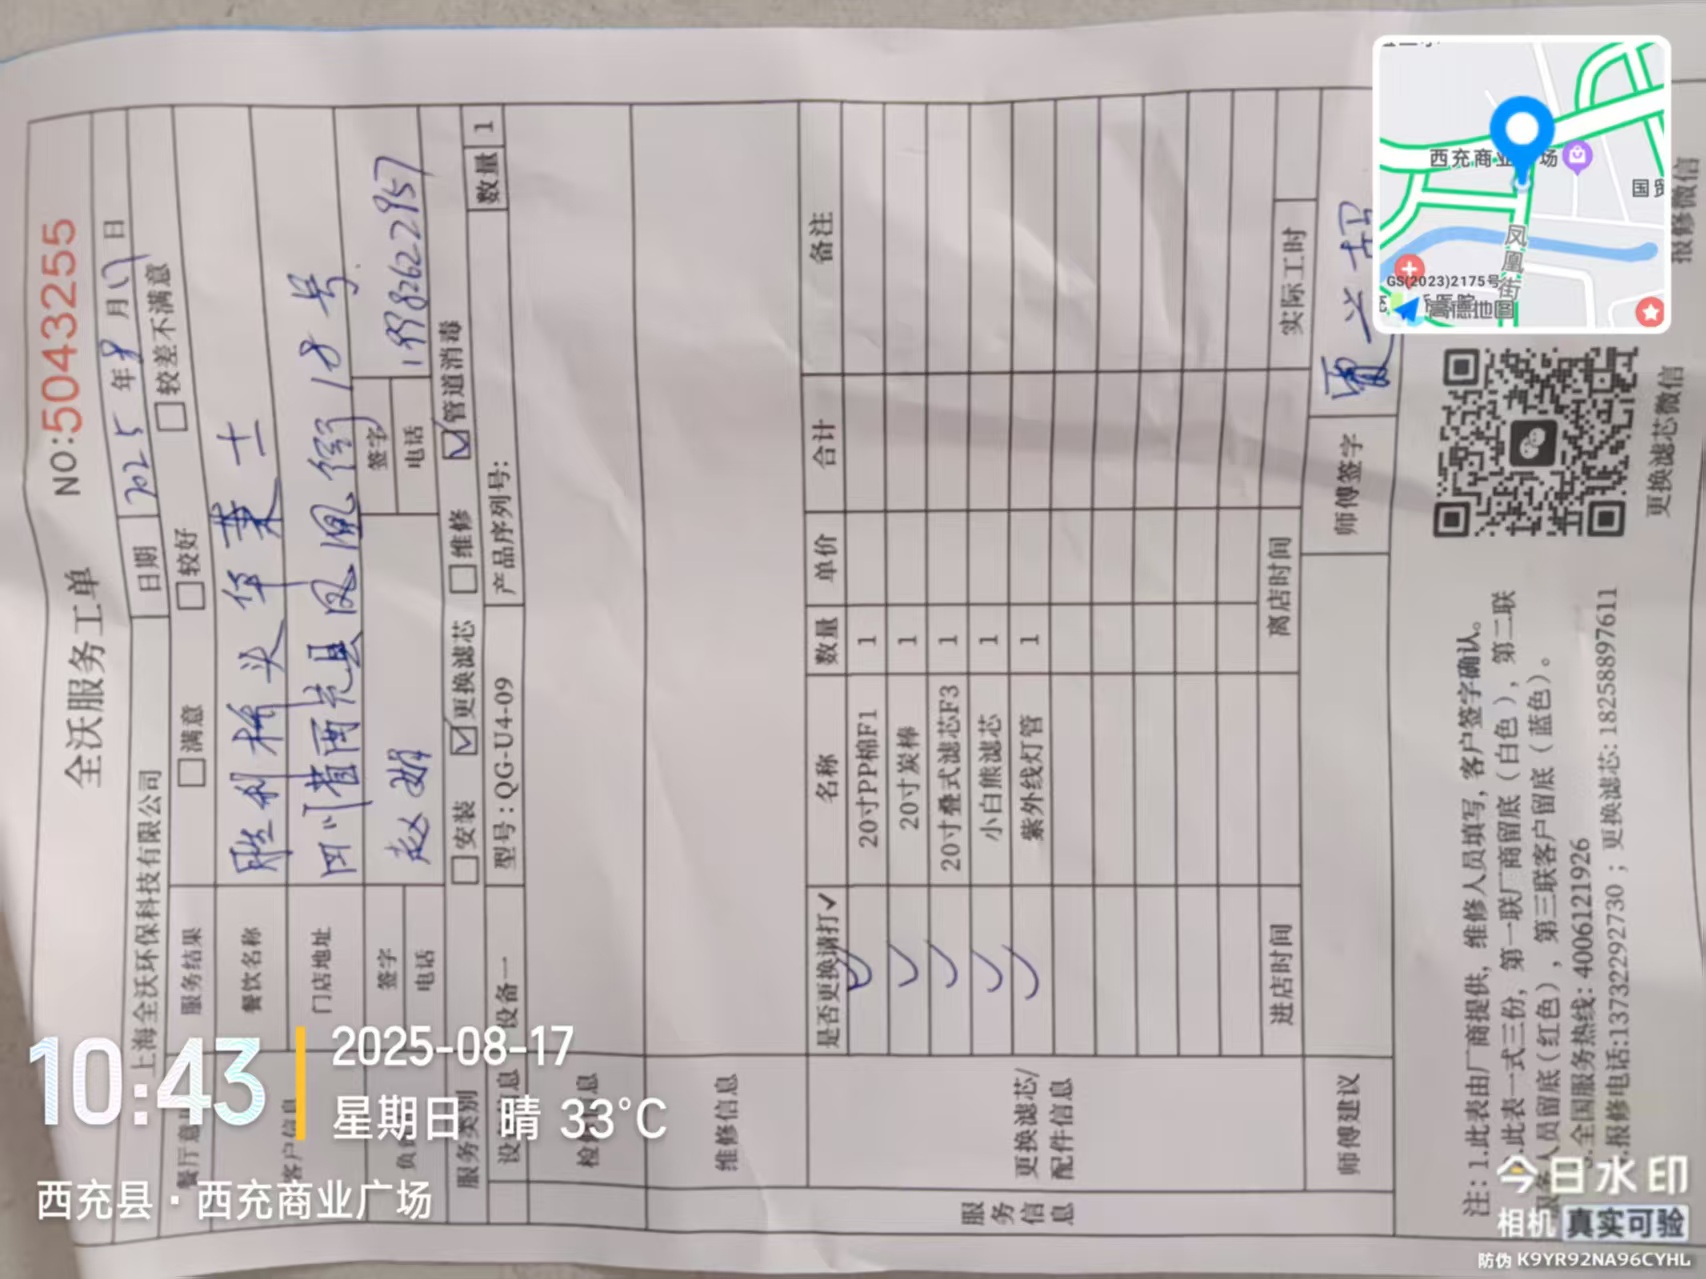 全沃服务工单
NO:5043255
上海全沃环保科技有限公司 日期 2025年8月17日
服务结果 满意 较好 较差不满意
餐饮名称 胜利桥头华莱士
门店地址 四川省西充县凤凰街18号
客户信息
签字 赵 签字
电话 电话 19982622957
服务类别 安装 ☑更换滤芯 维修 ☑管道消毒
设备一 型号:QG-U4-09 产品序列号: 数量 1
维修信息
是否更换请打✓ 名称 数量 单价 合计 备注
✓ 20寸PP棉F1 1
✓ 20寸炭棒 1
✓ 20寸叠式滤芯F3 1
✓ 小白熊滤芯 1
✓ 紫外线灯管 1
更换滤芯/
配件信息
服务信息
进店时间 离店时间 实际工时
师傅建议 师傅签字
注:1.此表由厂商提供,维修人员填写,客户签字确认。
.此表一式三份,第一联厂商留底(白色),第二联
服务人员留底(红色),第三联客户留底(蓝色)。
3.全国服务热线:4006121926
.报修电话:13732292730;更换滤芯:18258897611
更换滤芯微信
报修微信
10:43
2025-08-17
星期日 晴 33°C
西充县·西充商业广场
西充商业广场
凤凰街
GS(2023)2175号
高德地图
今日水印
相机 真实可验
防伪 K9YR92NA96CYHL